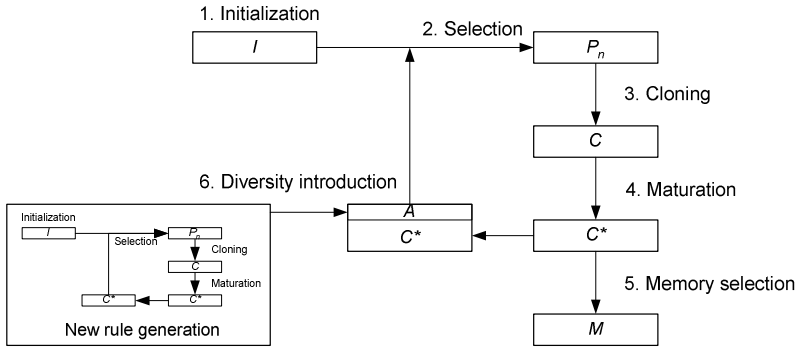 1. Initialization
I
2. Selection
Pn
3. Cloning
C
4. Maturation
6. Diversity introduction
A
C*
C*
5. Memory selection
M
Initialization
I
Selection
Pn
Cloning
C
Maturation
C*
C*
New rule generation